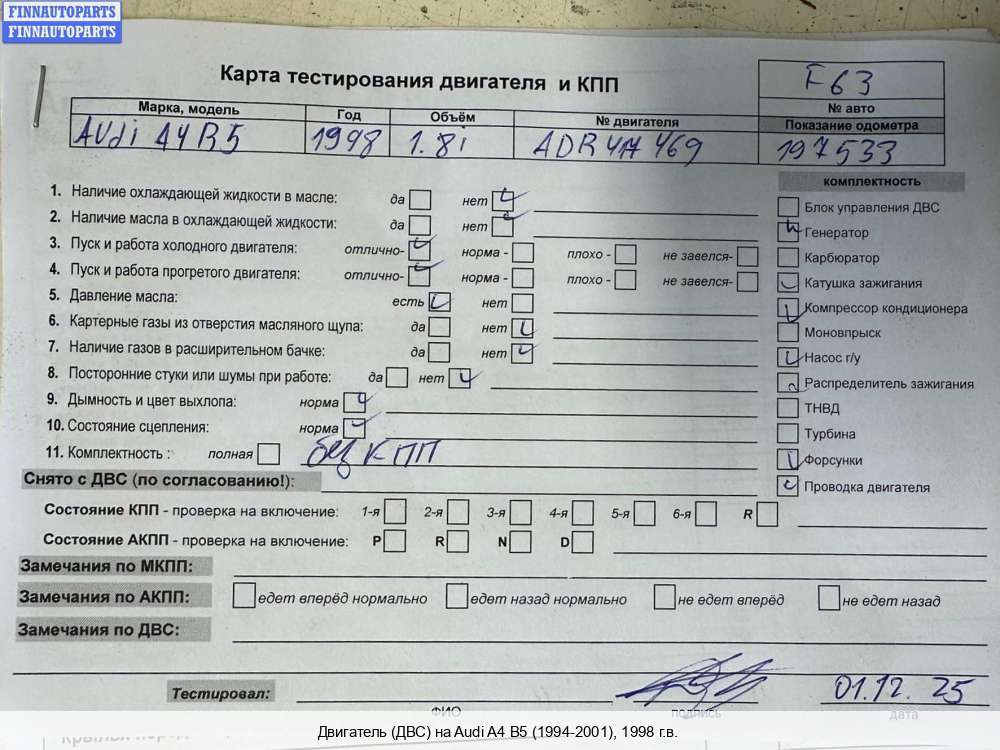 FINNAUTOPARTS
FINNAUTOPARTS
Карта тестирования двигателя и КПП
F63
№ авто
Марка, модель Год Объём № двигателя Показание одометра
AUdi A4 B5 1998 1.8i ADR 417 469 197533
комплектность
1. Наличие охлаждающей жидкости в масле: да нет
2. Наличие масла в охлаждающей жидкости: да нет
3. Пуск и работа холодного двигателя: отлично- норма - плохо - не завелся-
4. Пуск и работа прогретого двигателя: отлично- норма - плохо - не завелся-
5. Давление масла: есть нет
6. Картерные газы из отверстия масляного щупа: да нет
7. Наличие газов в расширительном бачке: да нет
8. Посторонние стуки или шумы при работе: да нет
9. Дымность и цвет выхлопа: норма
10. Состояние сцепления: норма
11. Комплектность : полная без КПП
Блок управления ДВС
Генератор
Карбюратор
Катушка зажигания
Компрессор кондиционера
Моновпрыск
Насос г/у
Распределитель зажигания
ТНВД
Турбина
Форсунки
Проводка двигателя
Снято с ДВС (по согласованию!):
Состояние КПП - проверка на включение: 1-я 2-я 3-я 4-я 5-я 6-я R
Состояние АКПП - проверка на включение: P R N D
Замечания по МКПП:
Замечания по АКПП: едет вперёд нормально едет назад нормально не едет вперёд не едет назад
Замечания по ДВС:
Тестировал: 01.12.25
ФИО подпись дата
Двигатель (ДВС) на Audi A4 B5 (1994-2001), 1998 г.в.